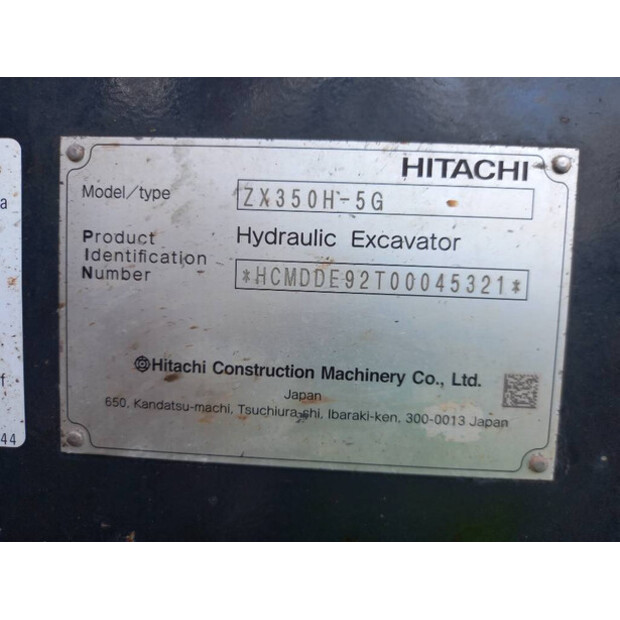 HITACHI
Model/type ZX350H-5G
Product Hydraulic Excavator
Identification
Number *HCMDDE92T00045321*
Hitachi Construction Machinery Co., Ltd.
Japan
650, Kandatsu-machi, Tsuchiura-shi, Ibaraki-ken, 300-0013 Japan
a
f
44